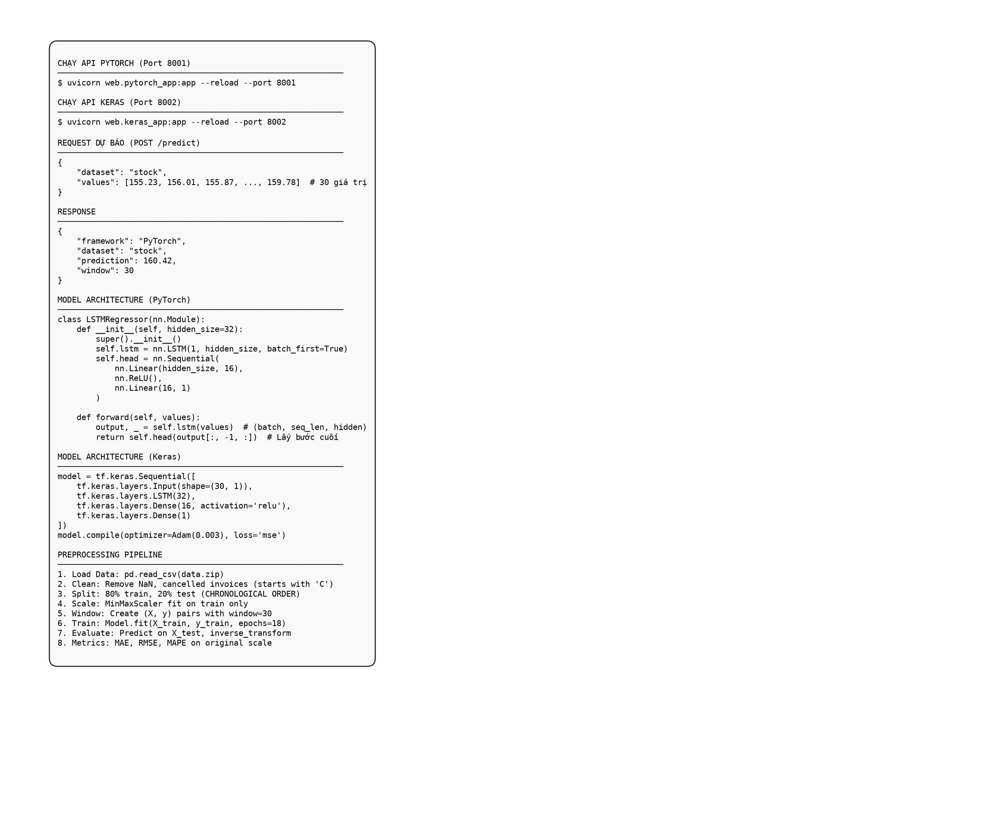 CHẠY API PYTORCH (Port 8001)
────────────────────────────────────────────────────────────
$ uvicorn web.pytorch_app:app --reload --port 8001

CHẠY API KERAS (Port 8002)
────────────────────────────────────────────────────────────
$ uvicorn web.keras_app:app --reload --port 8002

REQUEST DỰ BÁO (POST /predict)
────────────────────────────────────────────────────────────
{
    "dataset": "stock",
    "values": [155.23, 156.01, 155.87, ..., 159.78]  # 30 giá trị
}

RESPONSE
────────────────────────────────────────────────────────────
{
    "framework": "PyTorch",
    "dataset": "stock",
    "prediction": 160.42,
    "window": 30
}

MODEL ARCHITECTURE (PyTorch)
────────────────────────────────────────────────────────────
class LSTMRegressor(nn.Module):
    def __init__(self, hidden_size=32):
        super().__init__()
        self.lstm = nn.LSTM(1, hidden_size, batch_first=True)
        self.head = nn.Sequential(
            nn.Linear(hidden_size, 16),
            nn.ReLU(),
            nn.Linear(16, 1)
        )

    def forward(self, values):
        output, _ = self.lstm(values)  # (batch, seq_len, hidden)
        return self.head(output[:, -1, :])  # Lấy bước cuối

MODEL ARCHITECTURE (Keras)
────────────────────────────────────────────────────────────
model = tf.keras.Sequential([
    tf.keras.layers.Input(shape=(30, 1)),
    tf.keras.layers.LSTM(32),
    tf.keras.layers.Dense(16, activation='relu'),
    tf.keras.layers.Dense(1)
])
model.compile(optimizer=Adam(0.003), loss='mse')

PREPROCESSING PIPELINE
────────────────────────────────────────────────────────────
1. Load Data: pd.read_csv(data.zip)
2. Clean: Remove NaN, cancelled invoices (starts with 'C')
3. Split: 80% train, 20% test (CHRONOLOGICAL ORDER)
4. Scale: MinMaxScaler fit on train only
5. Window: Create (X, y) pairs with window=30
6. Train: Model.fit(X_train, y_train, epochs=18)
7. Evaluate: Predict on X_test, inverse_transform
8. Metrics: MAE, RMSE, MAPE on original scale